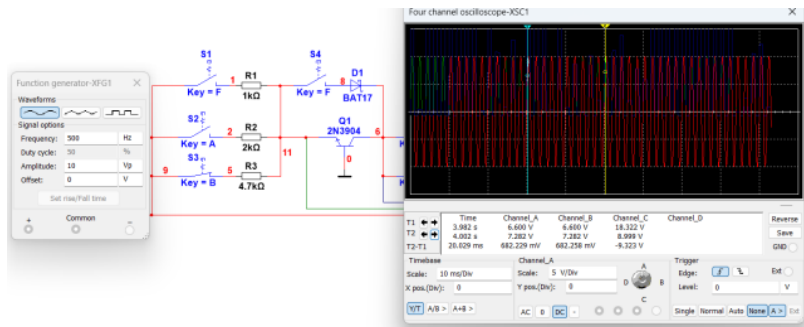 Four channel oscilloscope-XSC1
Function generator-XFG1
Waveforms
Signal options
Frequency: 500 Hz
Duty cycle: 50 %
Amplitude: 10 Vp
Offset: 0 V
Set rise/Fall time
+ Common −
S1
Key = F
1
R1
1kΩ
S4
Key = F
8
D1
BAT17
S2
Key = A
2
R2
2kΩ
Q1
2N3904
6
0
11
S3
9
Key = B
5
R3
4.7kΩ
Time Channel_A Channel_B Channel_C Channel_D
T1 3.982 s 6.600 V 6.600 V 18.322 V
T2 4.002 s 7.282 V 7.282 V 8.999 V
T2-T1 20.029 ms 682.229 mV 682.258 mV -9.323 V
Reverse
Save
GND
Timebase
Scale: 10 ms/Div
X pos.(Div): 0
Y/T A/B > A+B >
Channel_A
Scale: 5 V/Div
Y pos.(Div): 0
AC 0 DC -
A
B
C
D
Trigger
Edge: Ext
Level: 0 V
Single Normal Auto None A > Ext